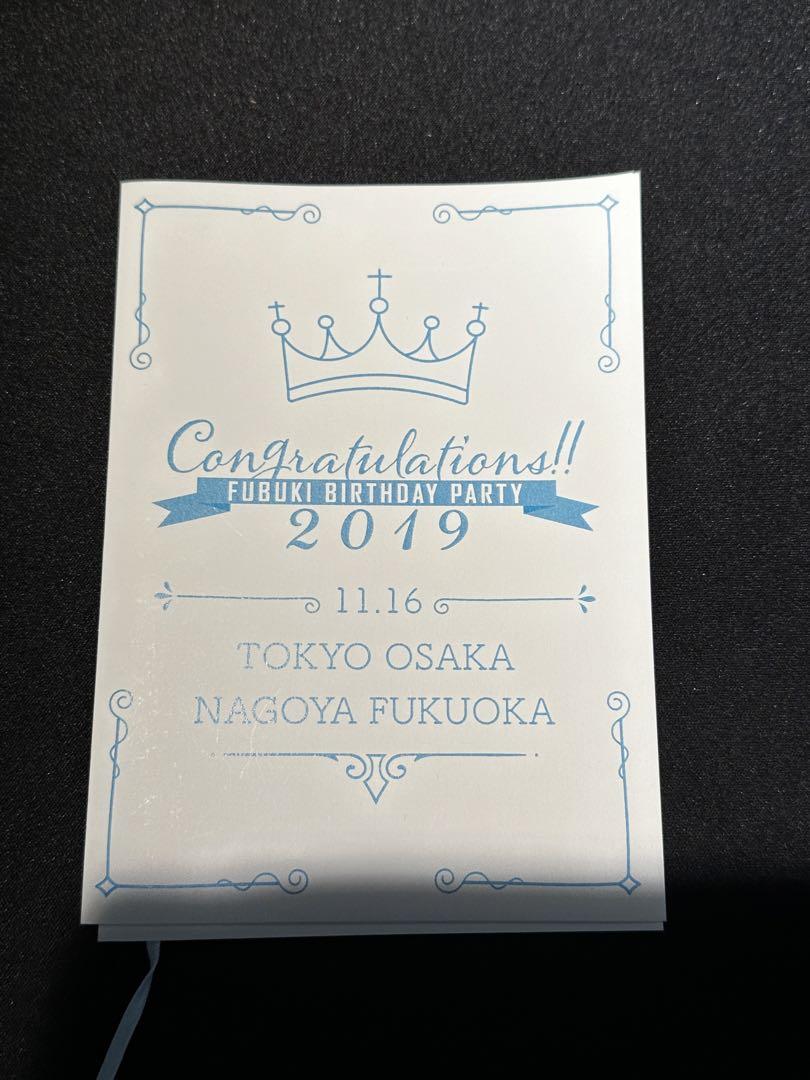 Congratulations!!
FUBUKI BIRTHDAY PARTY
2019
11.16
TOKYO OSAKA
NAGOYA FUKUOKA